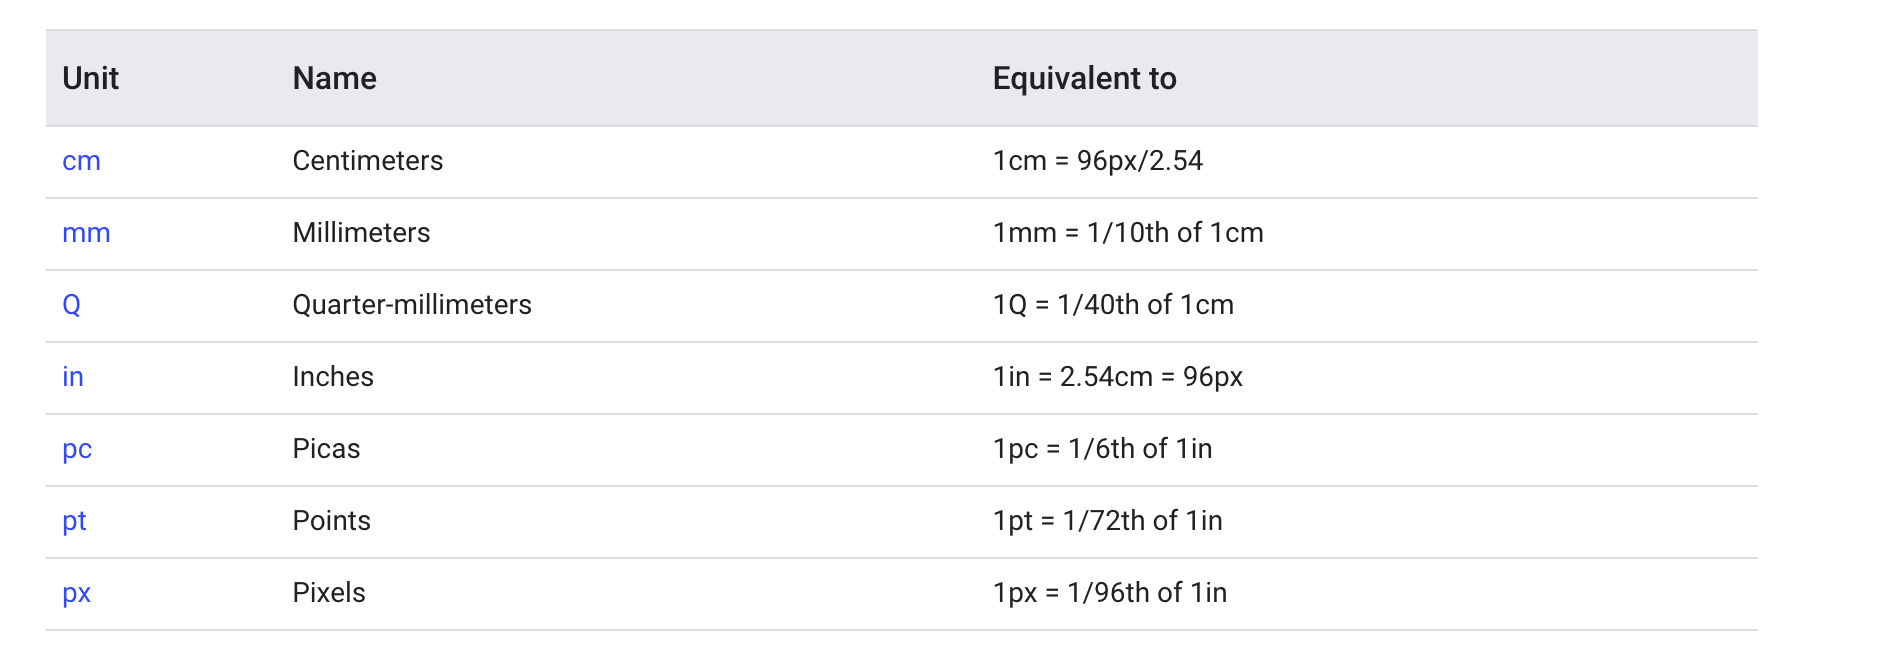 Unit Name Equivalent to
cm Centimeters 1cm = 96px/2.54
mm Millimeters 1mm = 1/10th of 1cm
Q Quarter-millimeters 1Q = 1/40th of 1cm
in Inches 1in = 2.54cm = 96px
pc Picas 1pc = 1/6th of 1in
pt Points 1pt = 1/72th of 1in
px Pixels 1px = 1/96th of 1in